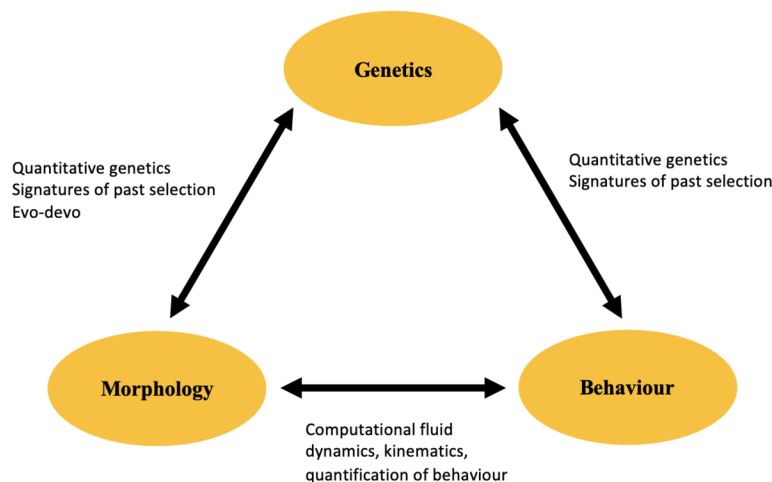 Genetics
Quantitative genetics
Signatures of past selection
Evo-devo
Quantitative genetics
Signatures of past selection
Morphology
Behaviour
Computational fluid
dynamics, kinematics,
quantification of behaviour